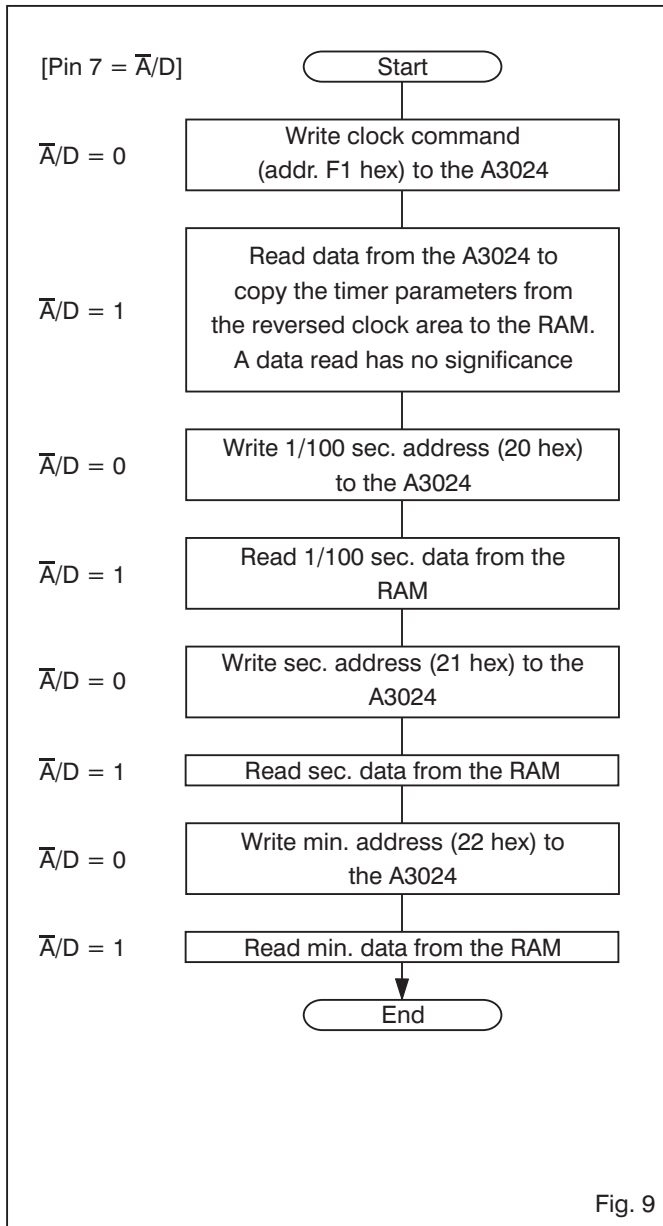 [Pin 7 = A̅/D]
Start
A̅/D = 0
Write clock command
(addr. F1 hex) to the A3024
A̅/D = 1
Read data from the A3024 to
copy the timer parameters from
the reversed clock area to the RAM.
A data read has no significance
A̅/D = 0
Write 1/100 sec. address (20 hex)
to the A3024
A̅/D = 1
Read 1/100 sec. data from the
RAM
A̅/D = 0
Write sec. address (21 hex) to the
A3024
A̅/D = 1
Read sec. data from the RAM
A̅/D = 0
Write min. address (22 hex) to
the A3024
A̅/D = 1
Read min. data from the RAM
End
Fig. 9